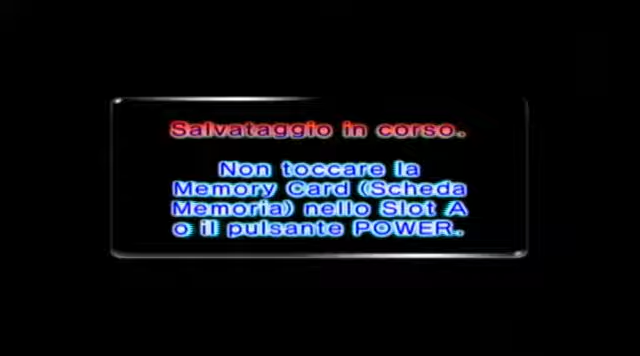 Salvataggio in corso.
Non toccare la
Memory Card (Scheda
Memoria) nello Slot A
o il pulsante POWER.